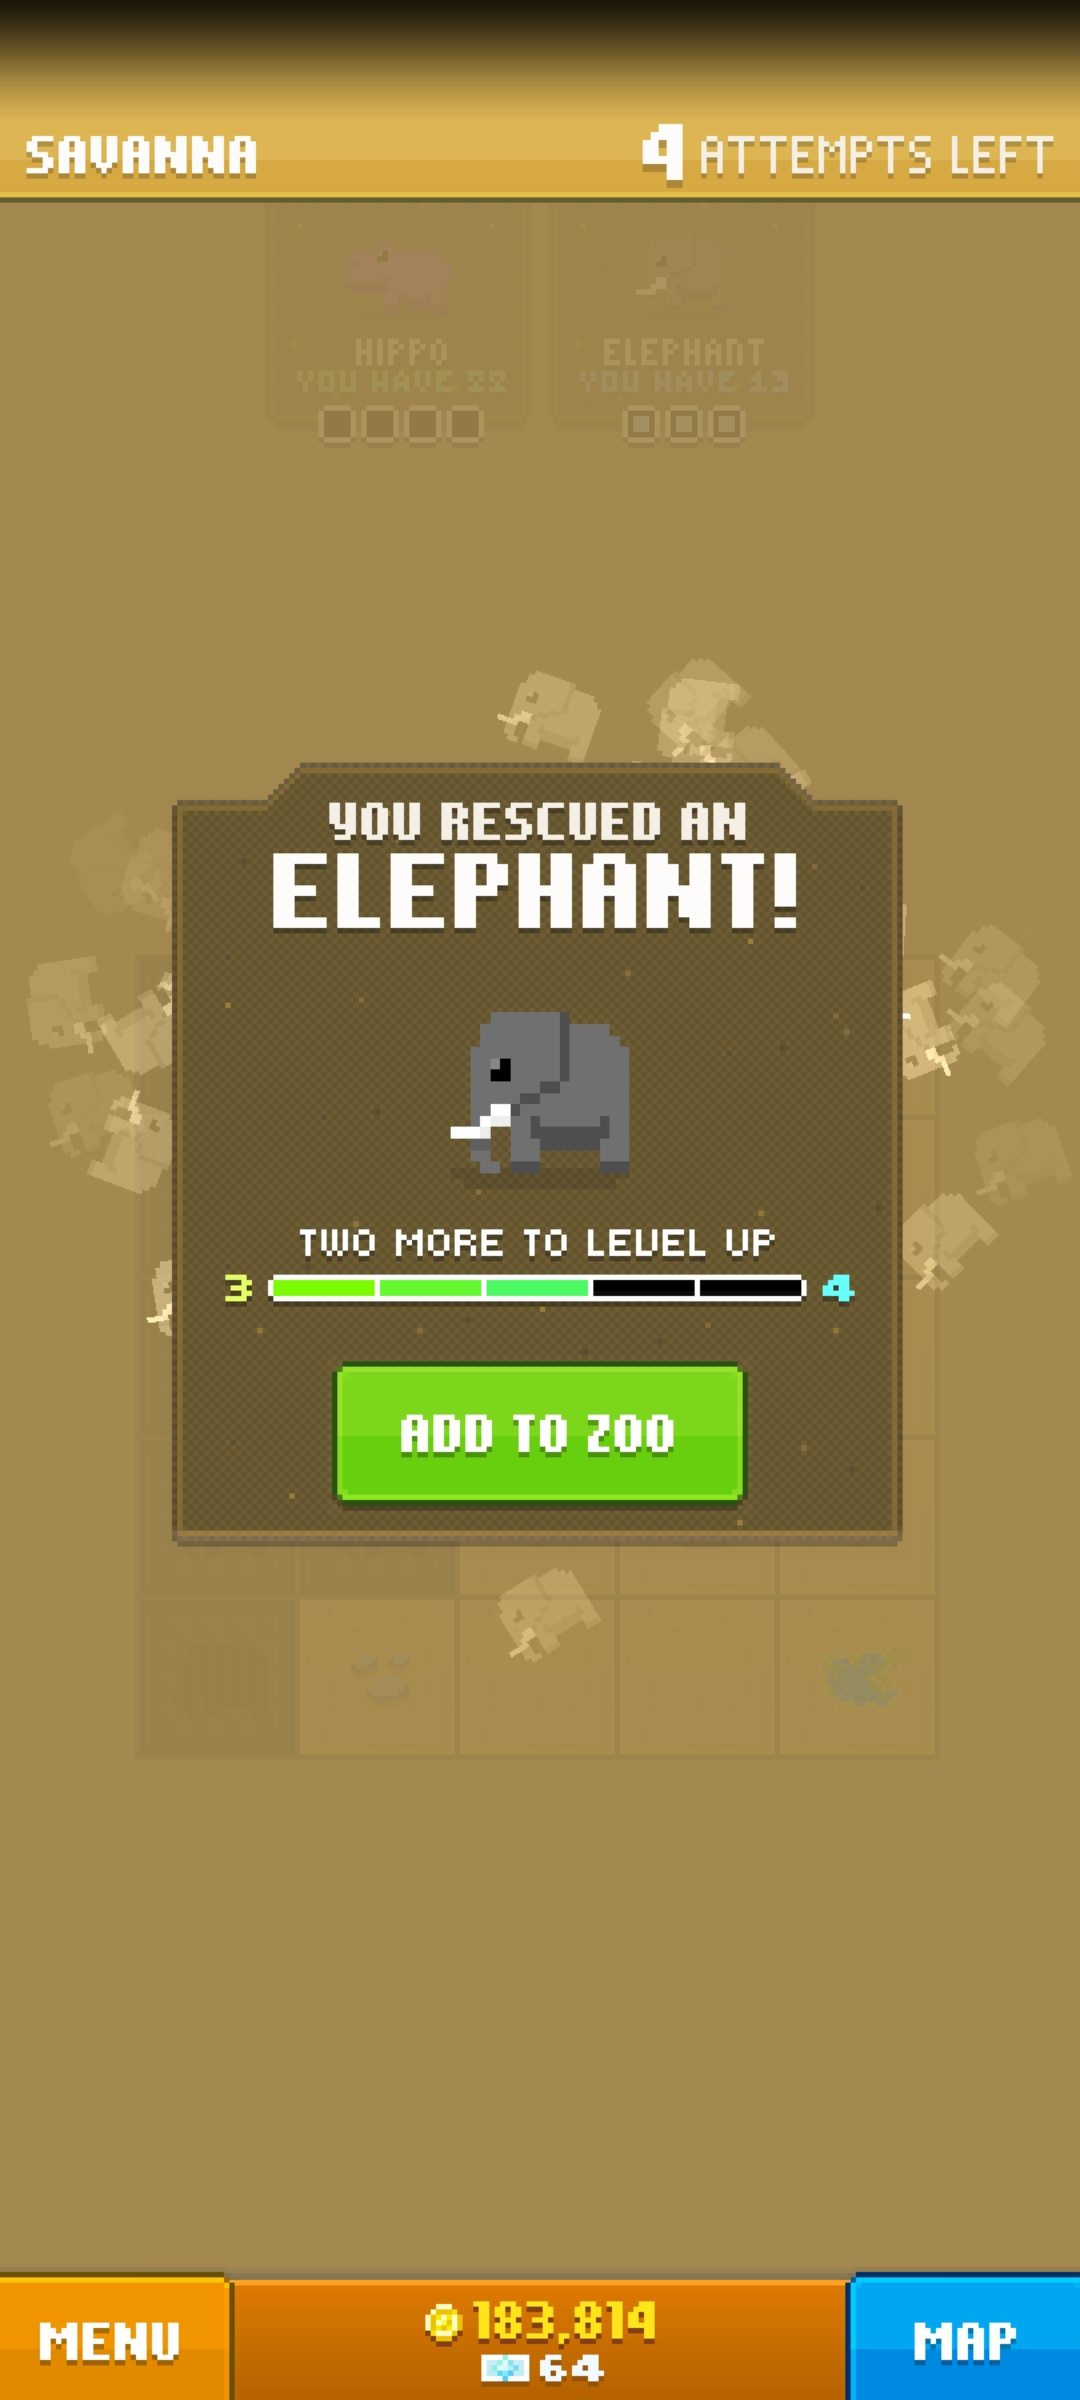 SAVANNA
4 ATTEMPTS LEFT
HIPPO
YOU HAVE 22
ELEPHANT
YOU HAVE 13
YOU RESCUED AN
ELEPHANT!
TWO MORE TO LEVEL UP
3
4
ADD TO ZOO
MENU
183,814
64
MAP